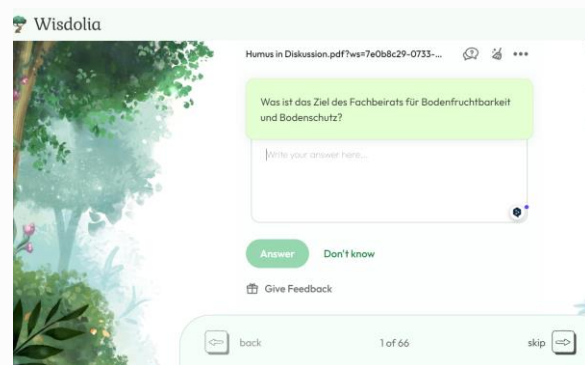 Wisdolia
Humus in Diskussion.pdf?ws=7e0b8c29-0733-...
Was ist das Ziel des Fachbeirats für Bodenfruchtbarkeit
und Bodenschutz?
Write your answer here...
Answer Don't know
Give Feedback
back 1 of 66 skip